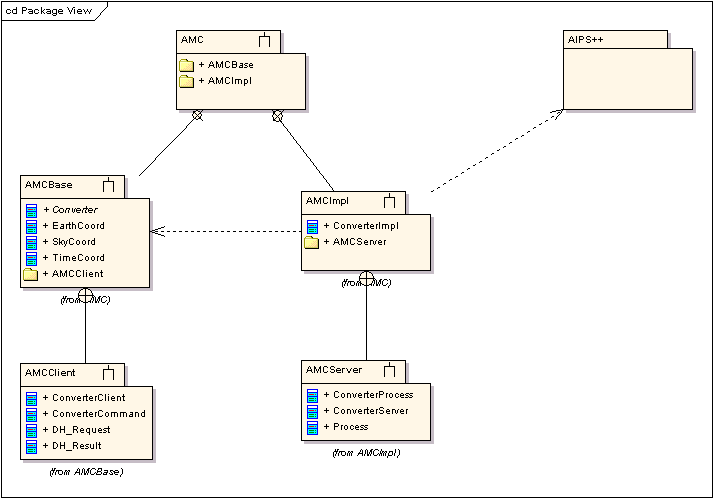 cd Package View
AMC
+ AMCBase
+ AMCImpl
AIPS++
AMCBase
+ Converter
+ EarthCoord
+ SkyCoord
+ TimeCoord
+ AMCClient
(from AMC)
AMCImpl
+ ConverterImpl
+ AMCServer
(from AMC)
AMCClient
+ ConverterClient
+ ConverterCommand
+ DH_Request
+ DH_Result
(from AMCBase)
AMCServer
+ ConverterProcess
+ ConverterServer
+ Process
(from AMCImpl)